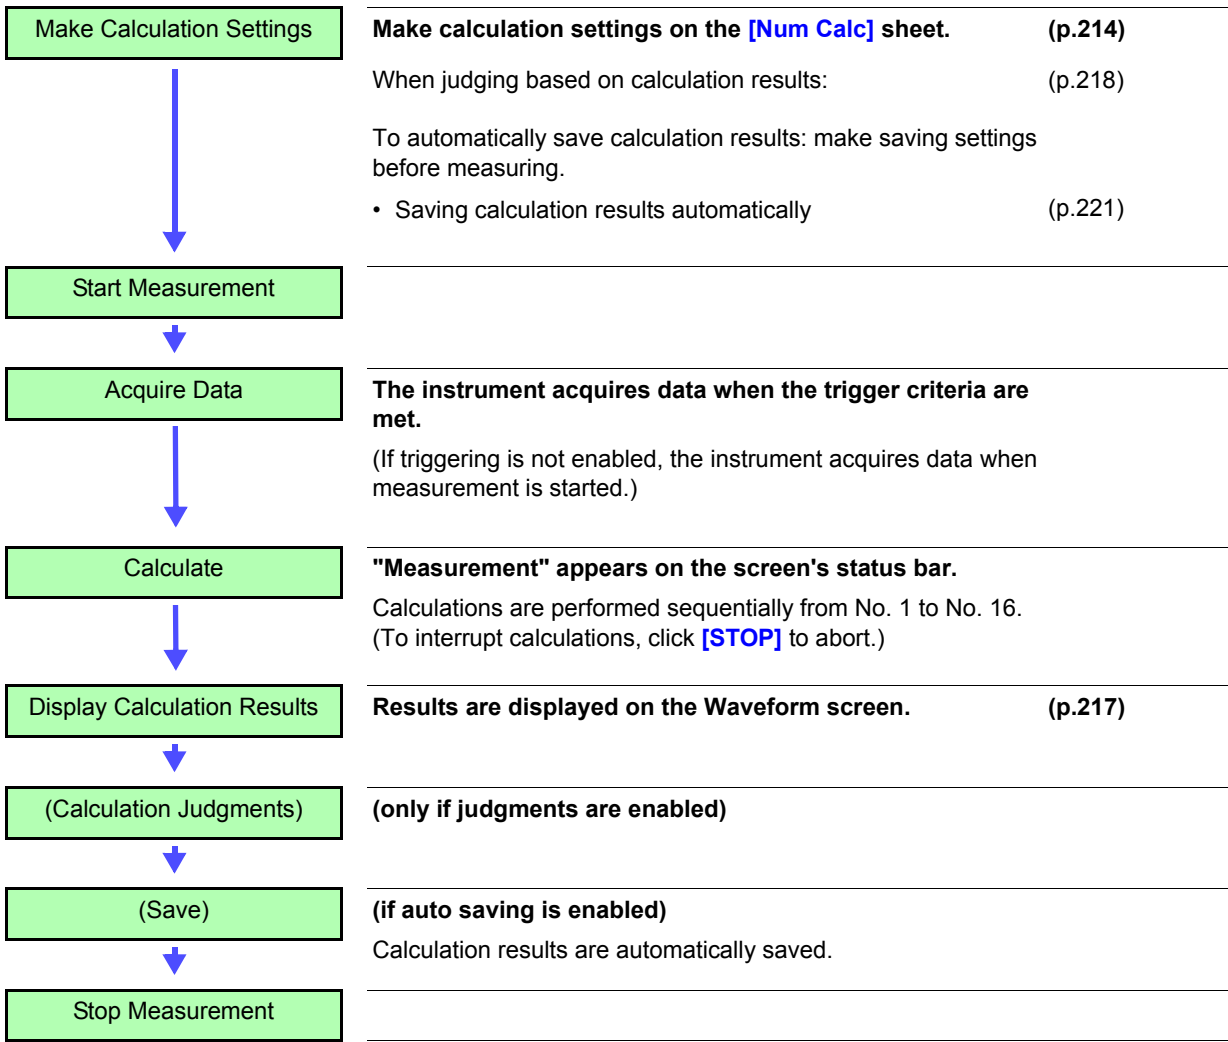 Make Calculation Settings
Make calculation settings on the [Num Calc] sheet. (p.214)
When judging based on calculation results: (p.218)
To automatically save calculation results: make saving settings
before measuring.
• Saving calculation results automatically (p.221)
Start Measurement
Acquire Data
The instrument acquires data when the trigger criteria are
met.
(If triggering is not enabled, the instrument acquires data when
measurement is started.)
Calculate
"Measurement" appears on the screen's status bar.
Calculations are performed sequentially from No. 1 to No. 16.
(To interrupt calculations, click [STOP] to abort.)
Display Calculation Results
Results are displayed on the Waveform screen. (p.217)
(Calculation Judgments)
(only if judgments are enabled)
(Save)
(if auto saving is enabled)
Calculation results are automatically saved.
Stop Measurement